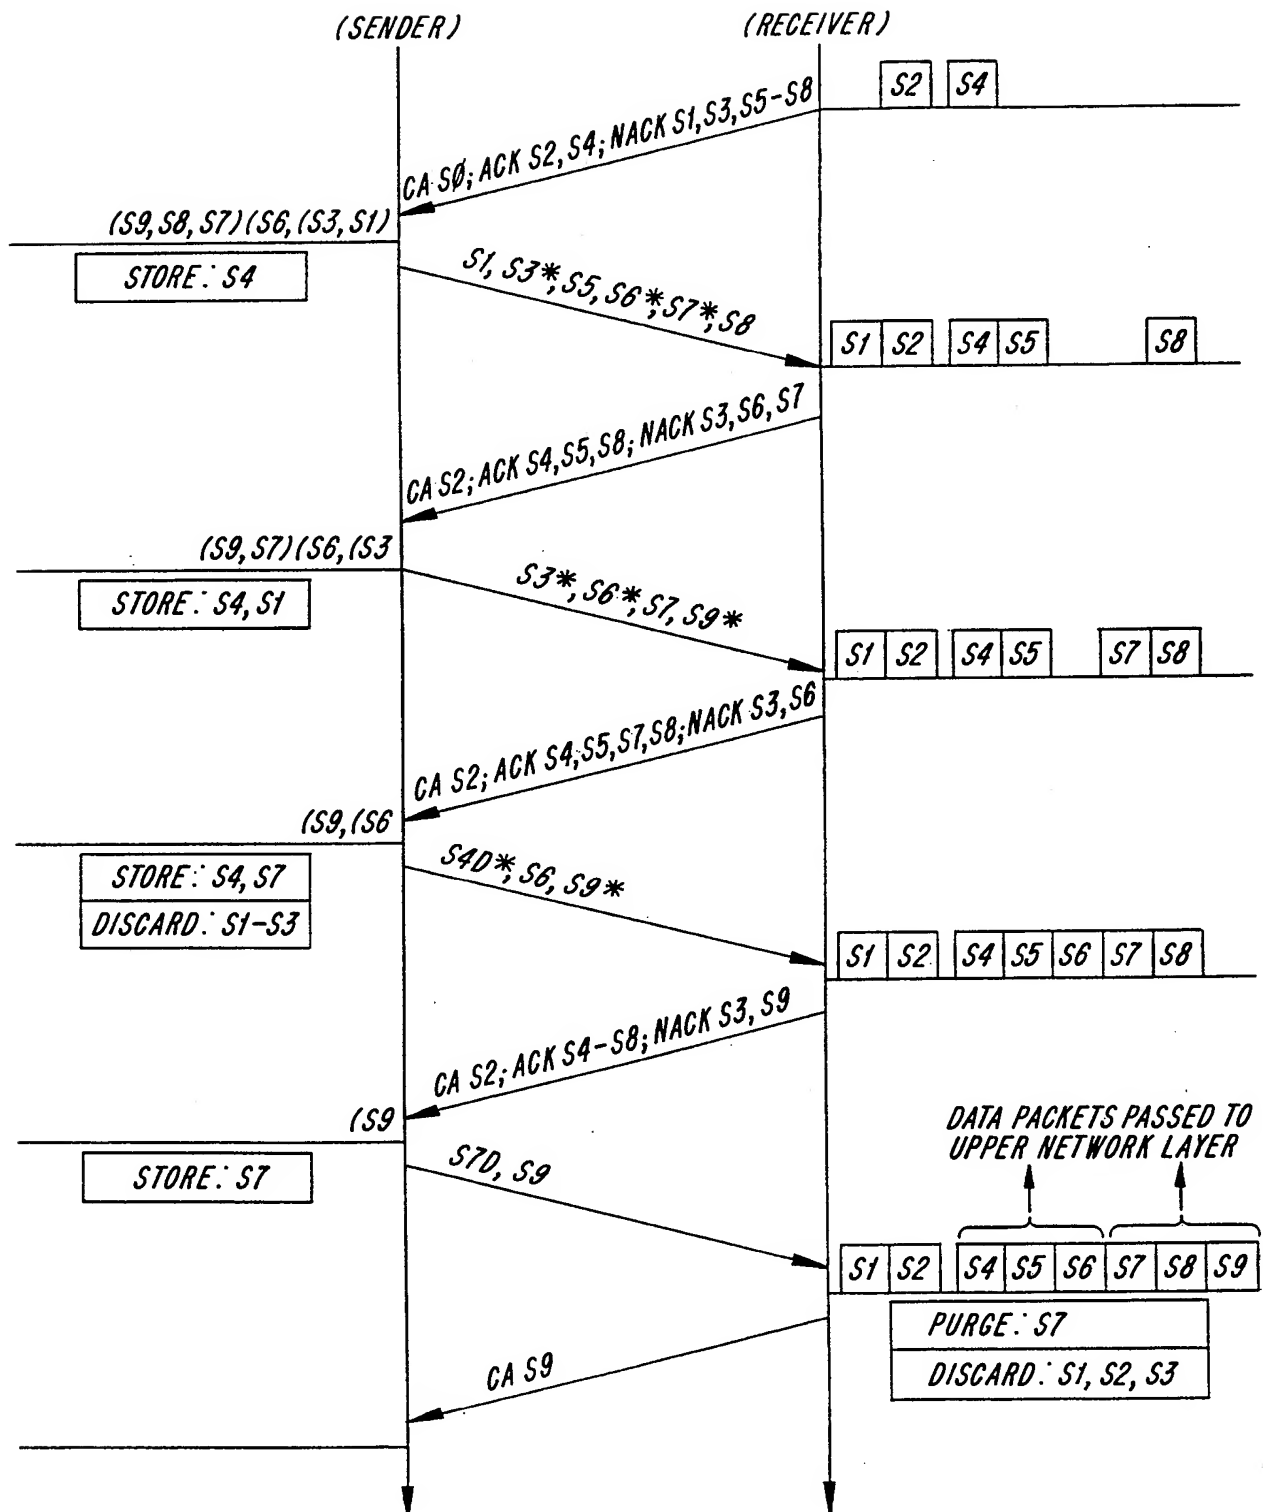 (SENDER)
(RECEIVER)
S2 S4
CA SØ; ACK S2, S4; NACK S1, S3, S5-S8
(S9, S8, S7)(S6, (S3, S1)
STORE: S4
S1, S3*, S5, S6*, S7*, S8
S1 S2 S4 S5 S8
CA S2; ACK S4, S5, S8; NACK S3, S6, S7
(S9, S7)(S6, (S3
STORE: S4, S1
S3*, S6*, S7, S9*
S1 S2 S4 S5 S7 S8
CA S2; ACK S4, S5, S7, S8; NACK S3, S6
(S9, (S6
STORE: S4, S7
DISCARD: S1-S3
S4D*, S6, S9*
S1 S2 S4 S5 S6 S7 S8
CA S2; ACK S4-S8; NACK S3, S9
(S9
STORE: S7
S7D, S9
DATA PACKETS PASSED TO
UPPER NETWORK LAYER
S1 S2 S4 S5 S6 S7 S8 S9
PURGE: S7
DISCARD: S1, S2, S3
CA S9